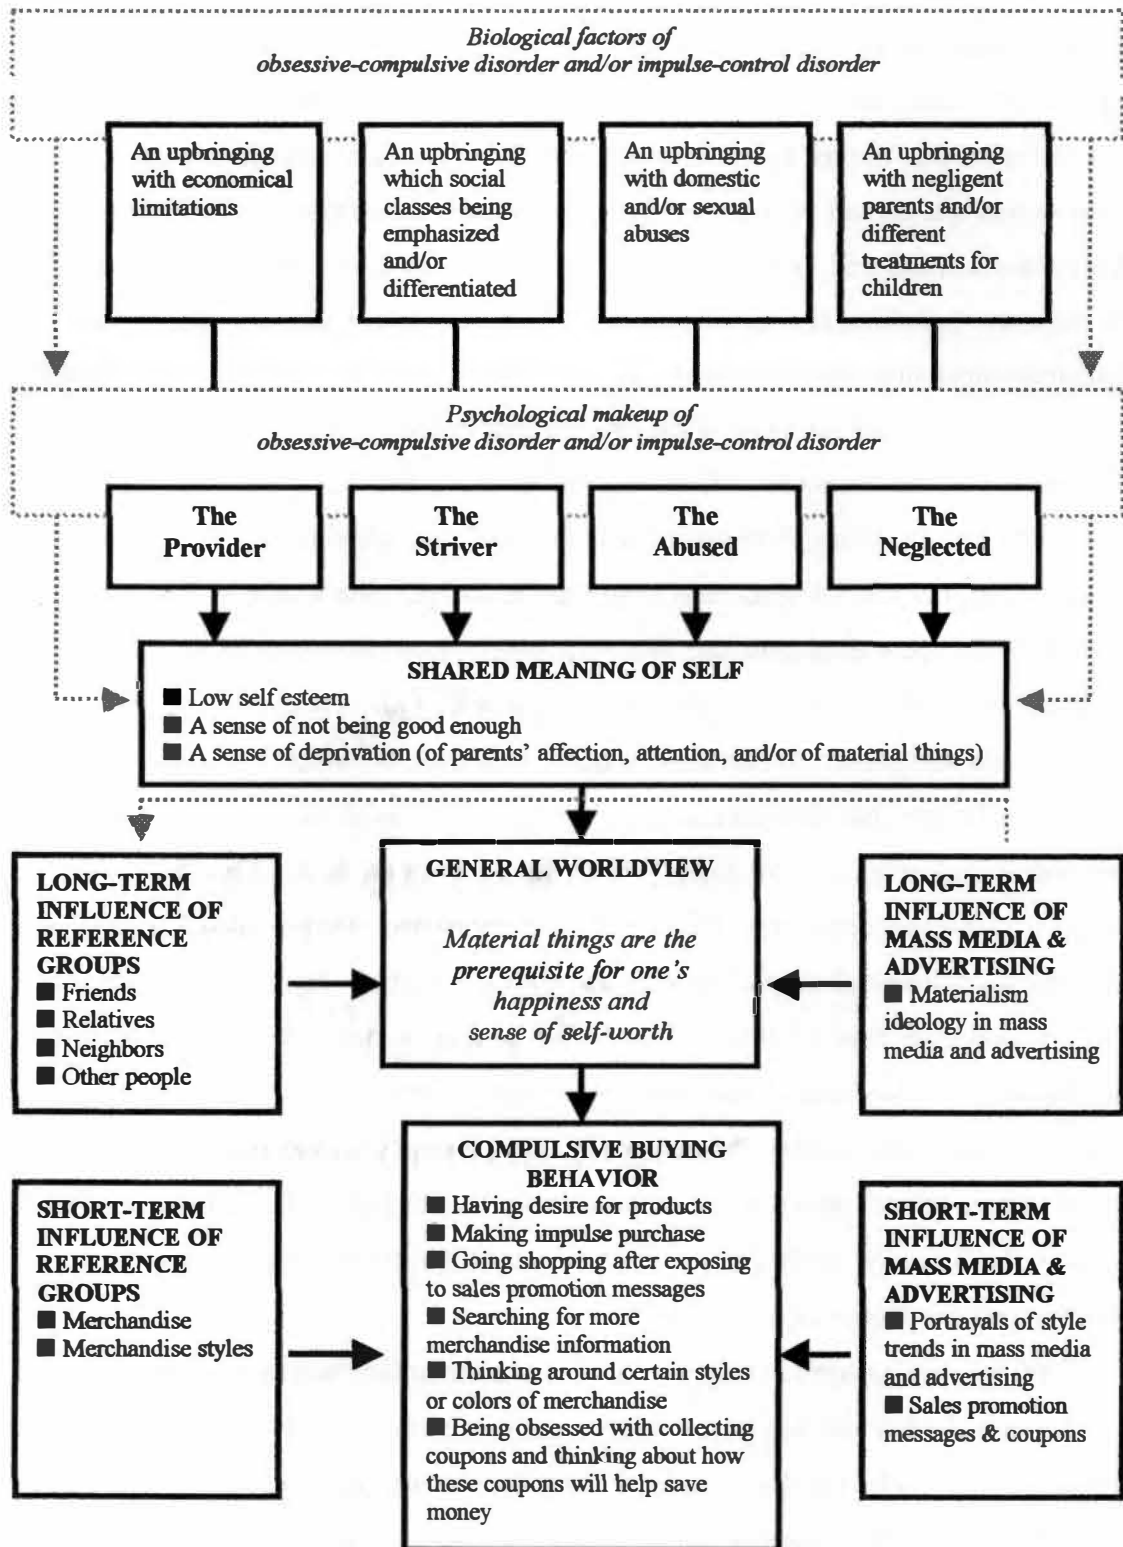 Biological factors of
obsessive-compulsive disorder and/or impulse-control disorder
An upbringing
with economical
limitations
An upbringing
which social
classes being
emphasized
and/or
differentiated
An upbringing
with domestic
and/or sexual
abuses
An upbringing
with negligent
parents and/or
different
treatments for
children
Psychological makeup of
obsessive-compulsive disorder and/or impulse-control disorder
The
Provider
The
Striver
The
Abused
The
Neglected
SHARED MEANING OF SELF
■ Low self esteem
■ A sense of not being good enough
■ A sense of deprivation (of parents' affection, attention, and/or of material things)
LONG-TERM
INFLUENCE OF
REFERENCE
GROUPS
■ Friends
■ Relatives
■ Neighbors
■ Other people
GENERAL WORLDVIEW
Material things are the
prerequisite for one's
happiness and
sense of self-worth
LONG-TERM
INFLUENCE OF
MASS MEDIA &
ADVERTISING
■ Materialism
ideology in mass
media and advertising
SHORT-TERM
INFLUENCE OF
REFERENCE
GROUPS
■ Merchandise
■ Merchandise styles
COMPULSIVE BUYING
BEHAVIOR
■ Having desire for products
■ Making impulse purchase
■ Going shopping after exposing
to sales promotion messages
■ Searching for more
merchandise information
■ Thinking around certain styles
or colors of merchandise
■ Being obsessed with collecting
coupons and thinking about how
these coupons will help save
money
SHORT-TERM
INFLUENCE OF
MASS MEDIA &
ADVERTISING
■ Portrayals of style
trends in mass media
and advertising
■ Sales promotion
messages & coupons